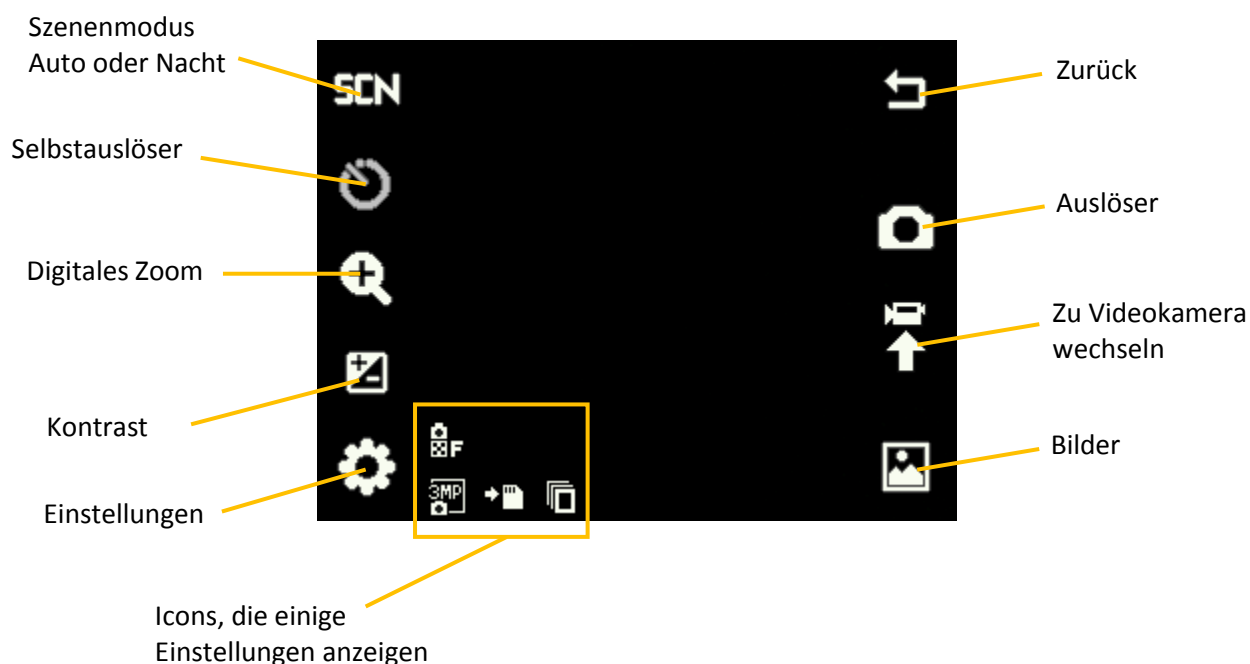 Szenenmodus
Auto oder Nacht
SCN
Zurück
Selbstauslöser
Auslöser
Digitales Zoom
Zu Videokamera
wechseln
Kontrast
F
Bilder
3MP
Einstellungen
Icons, die einige
Einstellungen anzeigen